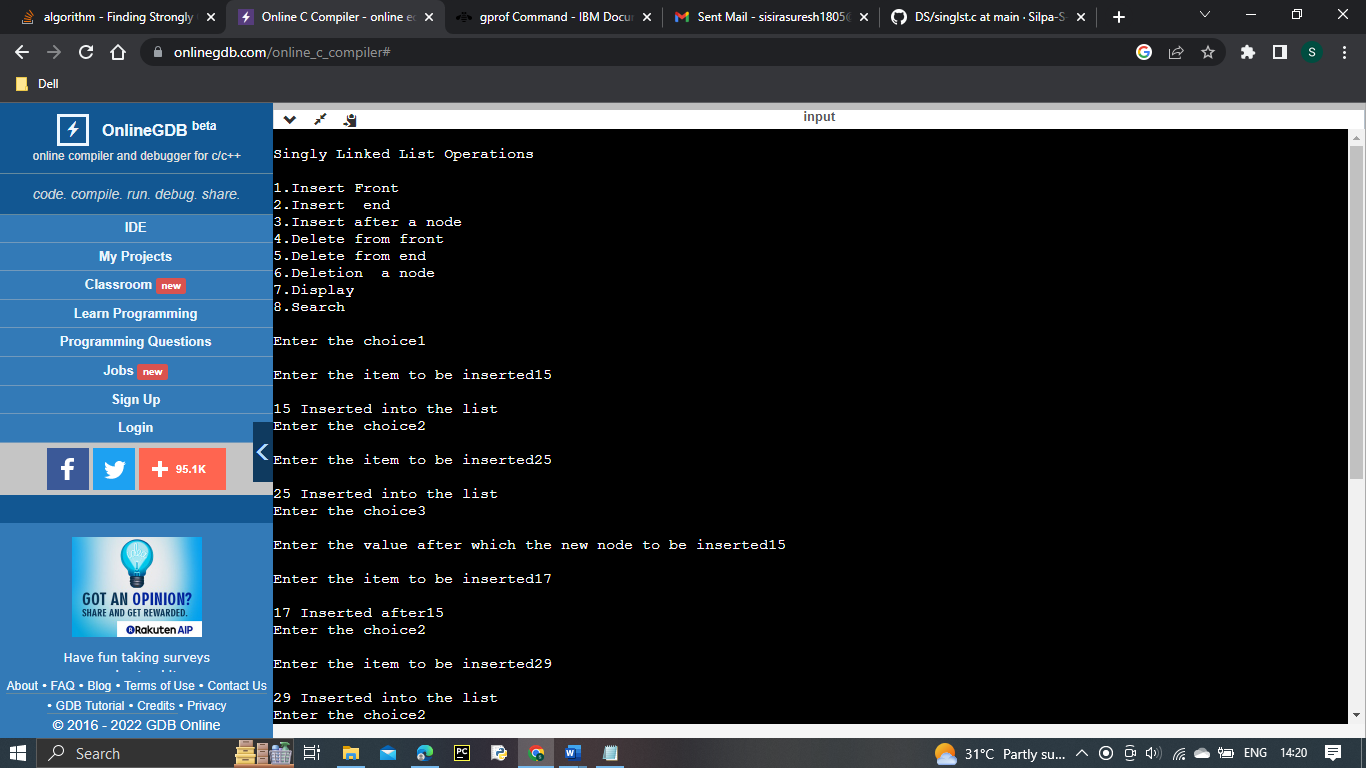 algorithm - Finding Strongly
Online C Compiler - online e
gprof Command - IBM Docu
Sent Mail - sisirasuresh1805
DS/singlst.c at main · Silpa-S
onlinegdb.com/online_c_compiler#
S
Dell
OnlineGDB beta
online compiler and debugger for c/c++
code. compile. run. debug. share.
IDE
My Projects
Classroom new
Learn Programming
Programming Questions
Jobs new
Sign Up
Login
95.1K
GOT AN OPINION?
SHARE AND GET REWARDED.
Rakuten AIP
Have fun taking surveys
About • FAQ • Blog • Terms of Use • Contact Us
• GDB Tutorial • Credits • Privacy
© 2016 - 2022 GDB Online
input
Singly Linked List Operations
1.Insert Front
2.Insert  end
3.Insert after a node
4.Delete from front
5.Delete from end
6.Deletion  a node
7.Display
8.Search
Enter the choice1
Enter the item to be inserted15
15 Inserted into the list
Enter the choice2
Enter the item to be inserted25
25 Inserted into the list
Enter the choice3
Enter the value after which the new node to be inserted15
Enter the item to be inserted17
17 Inserted after15
Enter the choice2
Enter the item to be inserted29
29 Inserted into the list
Enter the choice2
Search
PC
31°C Partly su...
ENG
14:20